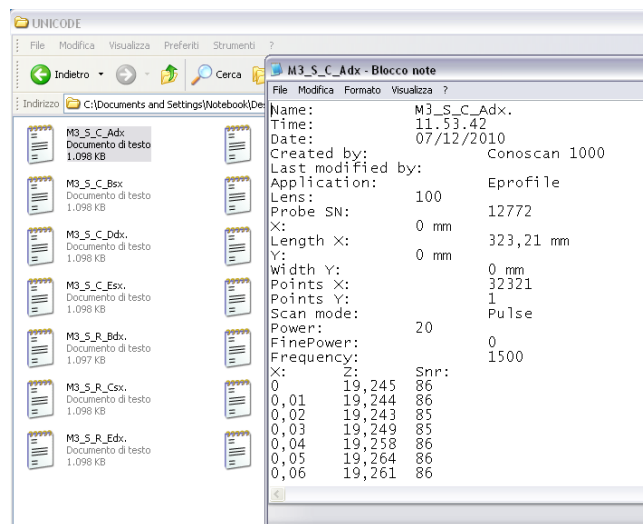 UNICODE
File Modifica Visualizza Preferiti Strumenti ?
Indietro Cerca
Indirizzo C:\Documents and Settings\Notebook\De
M3_S_C_Adx
Documento di testo
1.098 KB
M3_S_C_Bsx
Documento di testo
1.098 KB
M3_S_C_Ddx.
Documento di testo
1.098 KB
M3_S_C_Esx.
Documento di testo
1.098 KB
M3_S_R_Bdx.
Documento di testo
1.097 KB
M3_S_R_Csx.
Documento di testo
1.098 KB
M3_S_R_Edx.
Documento di testo
1.098 KB
M3_S_C_Adx - Blocco note
File Modifica Formato Visualizza ?
Name: M3_S_C_Adx.
Time: 11.53.42
Date: 07/12/2010
Created by: Conoscan 1000
Last modified by:
Application: Eprofile
Lens: 100
Probe SN: 12772
X: 0 mm
Length X: 323,21 mm
Y: 0 mm
Width Y: 0 mm
Points X: 32321
Points Y: 1
Scan mode: Pulse
Power: 20
FinePower: 0
Frequency: 1500
X: Z: Snr:
0 19,245 86
0,01 19,244 86
0,02 19,243 85
0,03 19,249 85
0,04 19,258 86
0,05 19,264 86
0,06 19,261 86